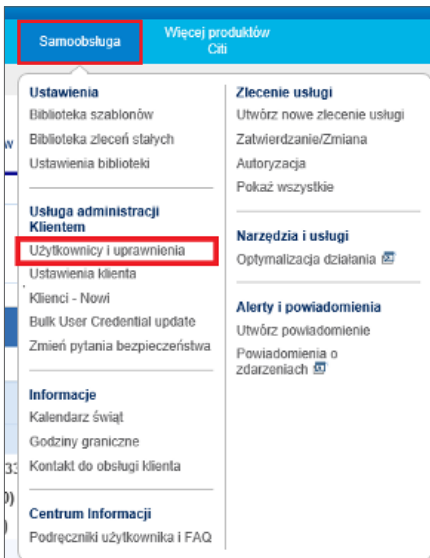 Samoobsługa
Więcej produktów
Citi
Ustawienia
Biblioteka szablonów
Biblioteka zleceń stałych
Ustawienia biblioteki
Usługa administracji
Klientem
Użytkownicy i uprawnienia
Ustawienia klienta
Klienci - Nowi
Bulk User Credential update
Zmień pytania bezpieczeństwa
Informacje
Kalendarz świąt
Godziny graniczne
Kontakt do obsługi klienta
Centrum Informacji
Podręczniki użytkownika i FAQ
Zlecenie usługi
Utwórz nowe zlecenie usługi
Zatwierdzanie/Zmiana
Autoryzacja
Pokaż wszystkie
Narzędzia i usługi
Optymalizacja działania
Alerty i powiadomienia
Utwórz powiadomienie
Powiadomienia o
zdarzeniach